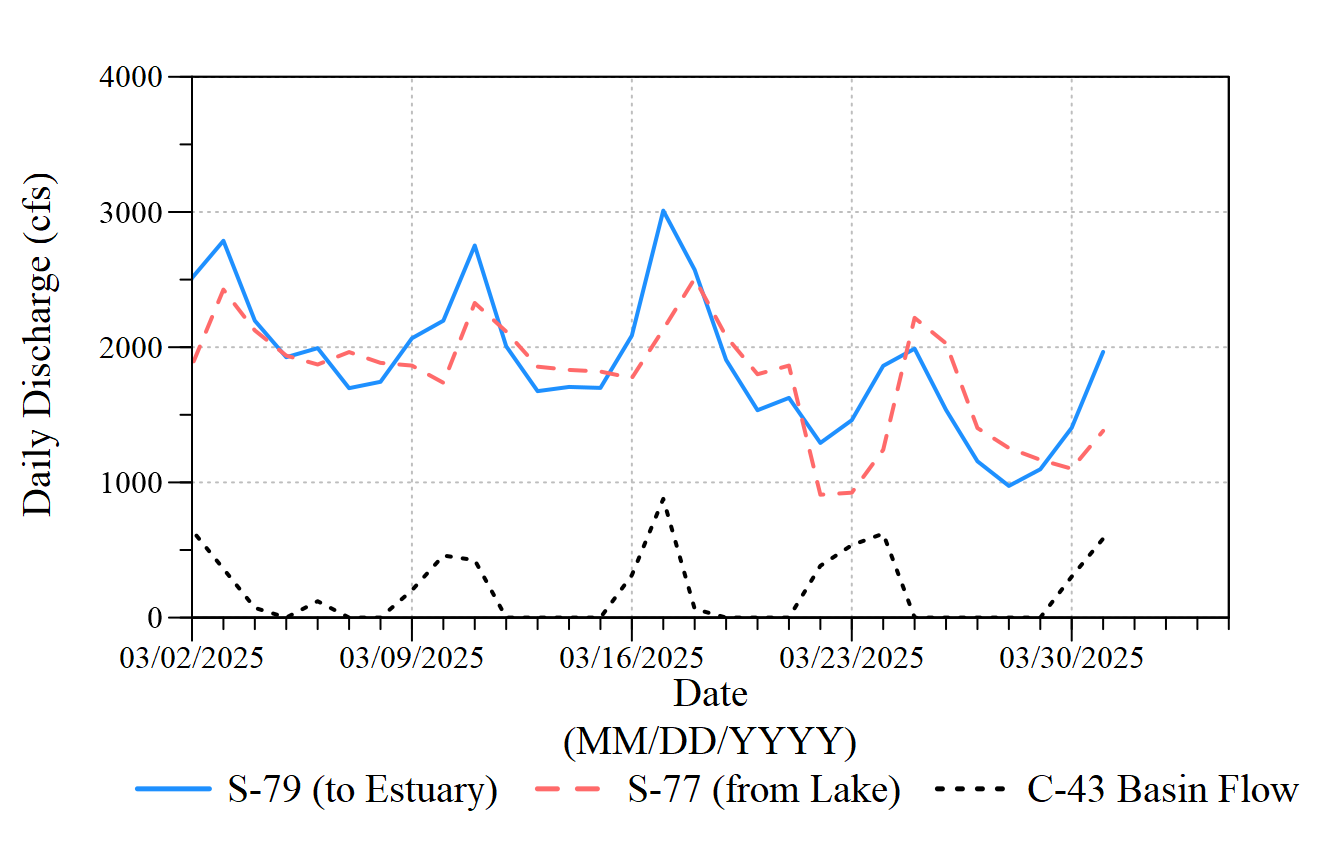 4000
3000
2000
1000
0
Daily Discharge (cfs)
03/02/2025 03/09/2025 03/16/2025 03/23/2025 03/30/2025
Date
(MM/DD/YYYY)
S-79 (to Estuary) S-77 (from Lake) C-43 Basin Flow